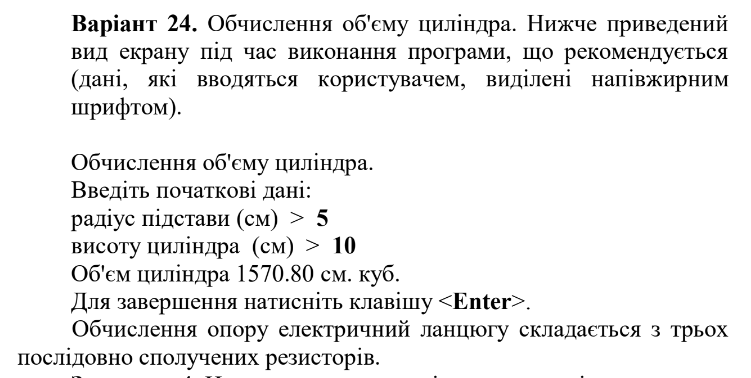 Варіант 24. Обчислення об'єму циліндра. Нижче приведений
вид екрану під час виконання програми, що рекомендується
(дані, які вводяться користувачем, виділені напівжирним
шрифтом).
Обчислення об'єму циліндра.
Введіть початкові дані:
радіус підстави (см) > 5
висоту циліндра (см) > 10
Об'єм циліндра 1570.80 см. куб.
Для завершення натисніть клавішу <Enter>.
Обчислення опору електричний ланцюгу складається з трьох
послідовно сполучених резисторів.